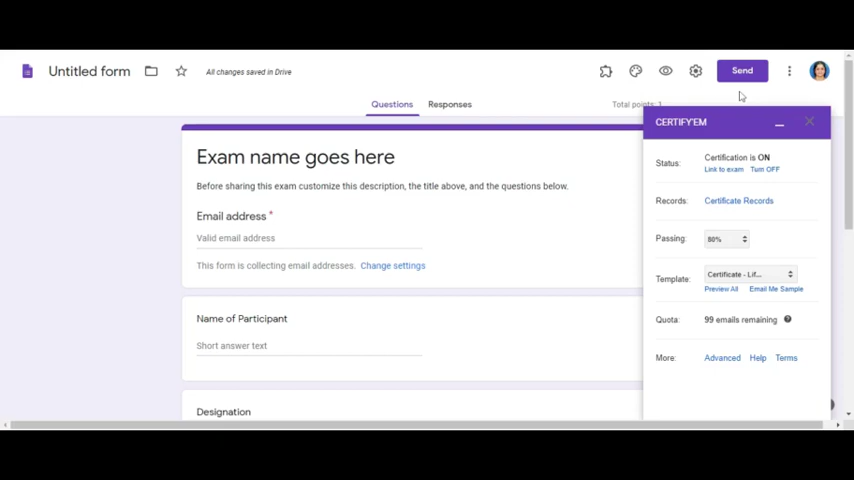 Untitled form
All changes saved in Drive
Send
Questions
Responses
Total points: 1
Exam name goes here
Before sharing this exam customize this description, the title above, and the questions below.
Email address *
Valid email address
This form is collecting email addresses. Change settings
Name of Participant
Short answer text
Designation
CERTIFY'EM
Status: Certification is ON
Link to exam Turn OFF
Records: Certificate Records
Passing: 80%
Template: Certificate - Lif...
Preview All Email Me Sample
Quota: 99 emails remaining
More: Advanced Help Terms